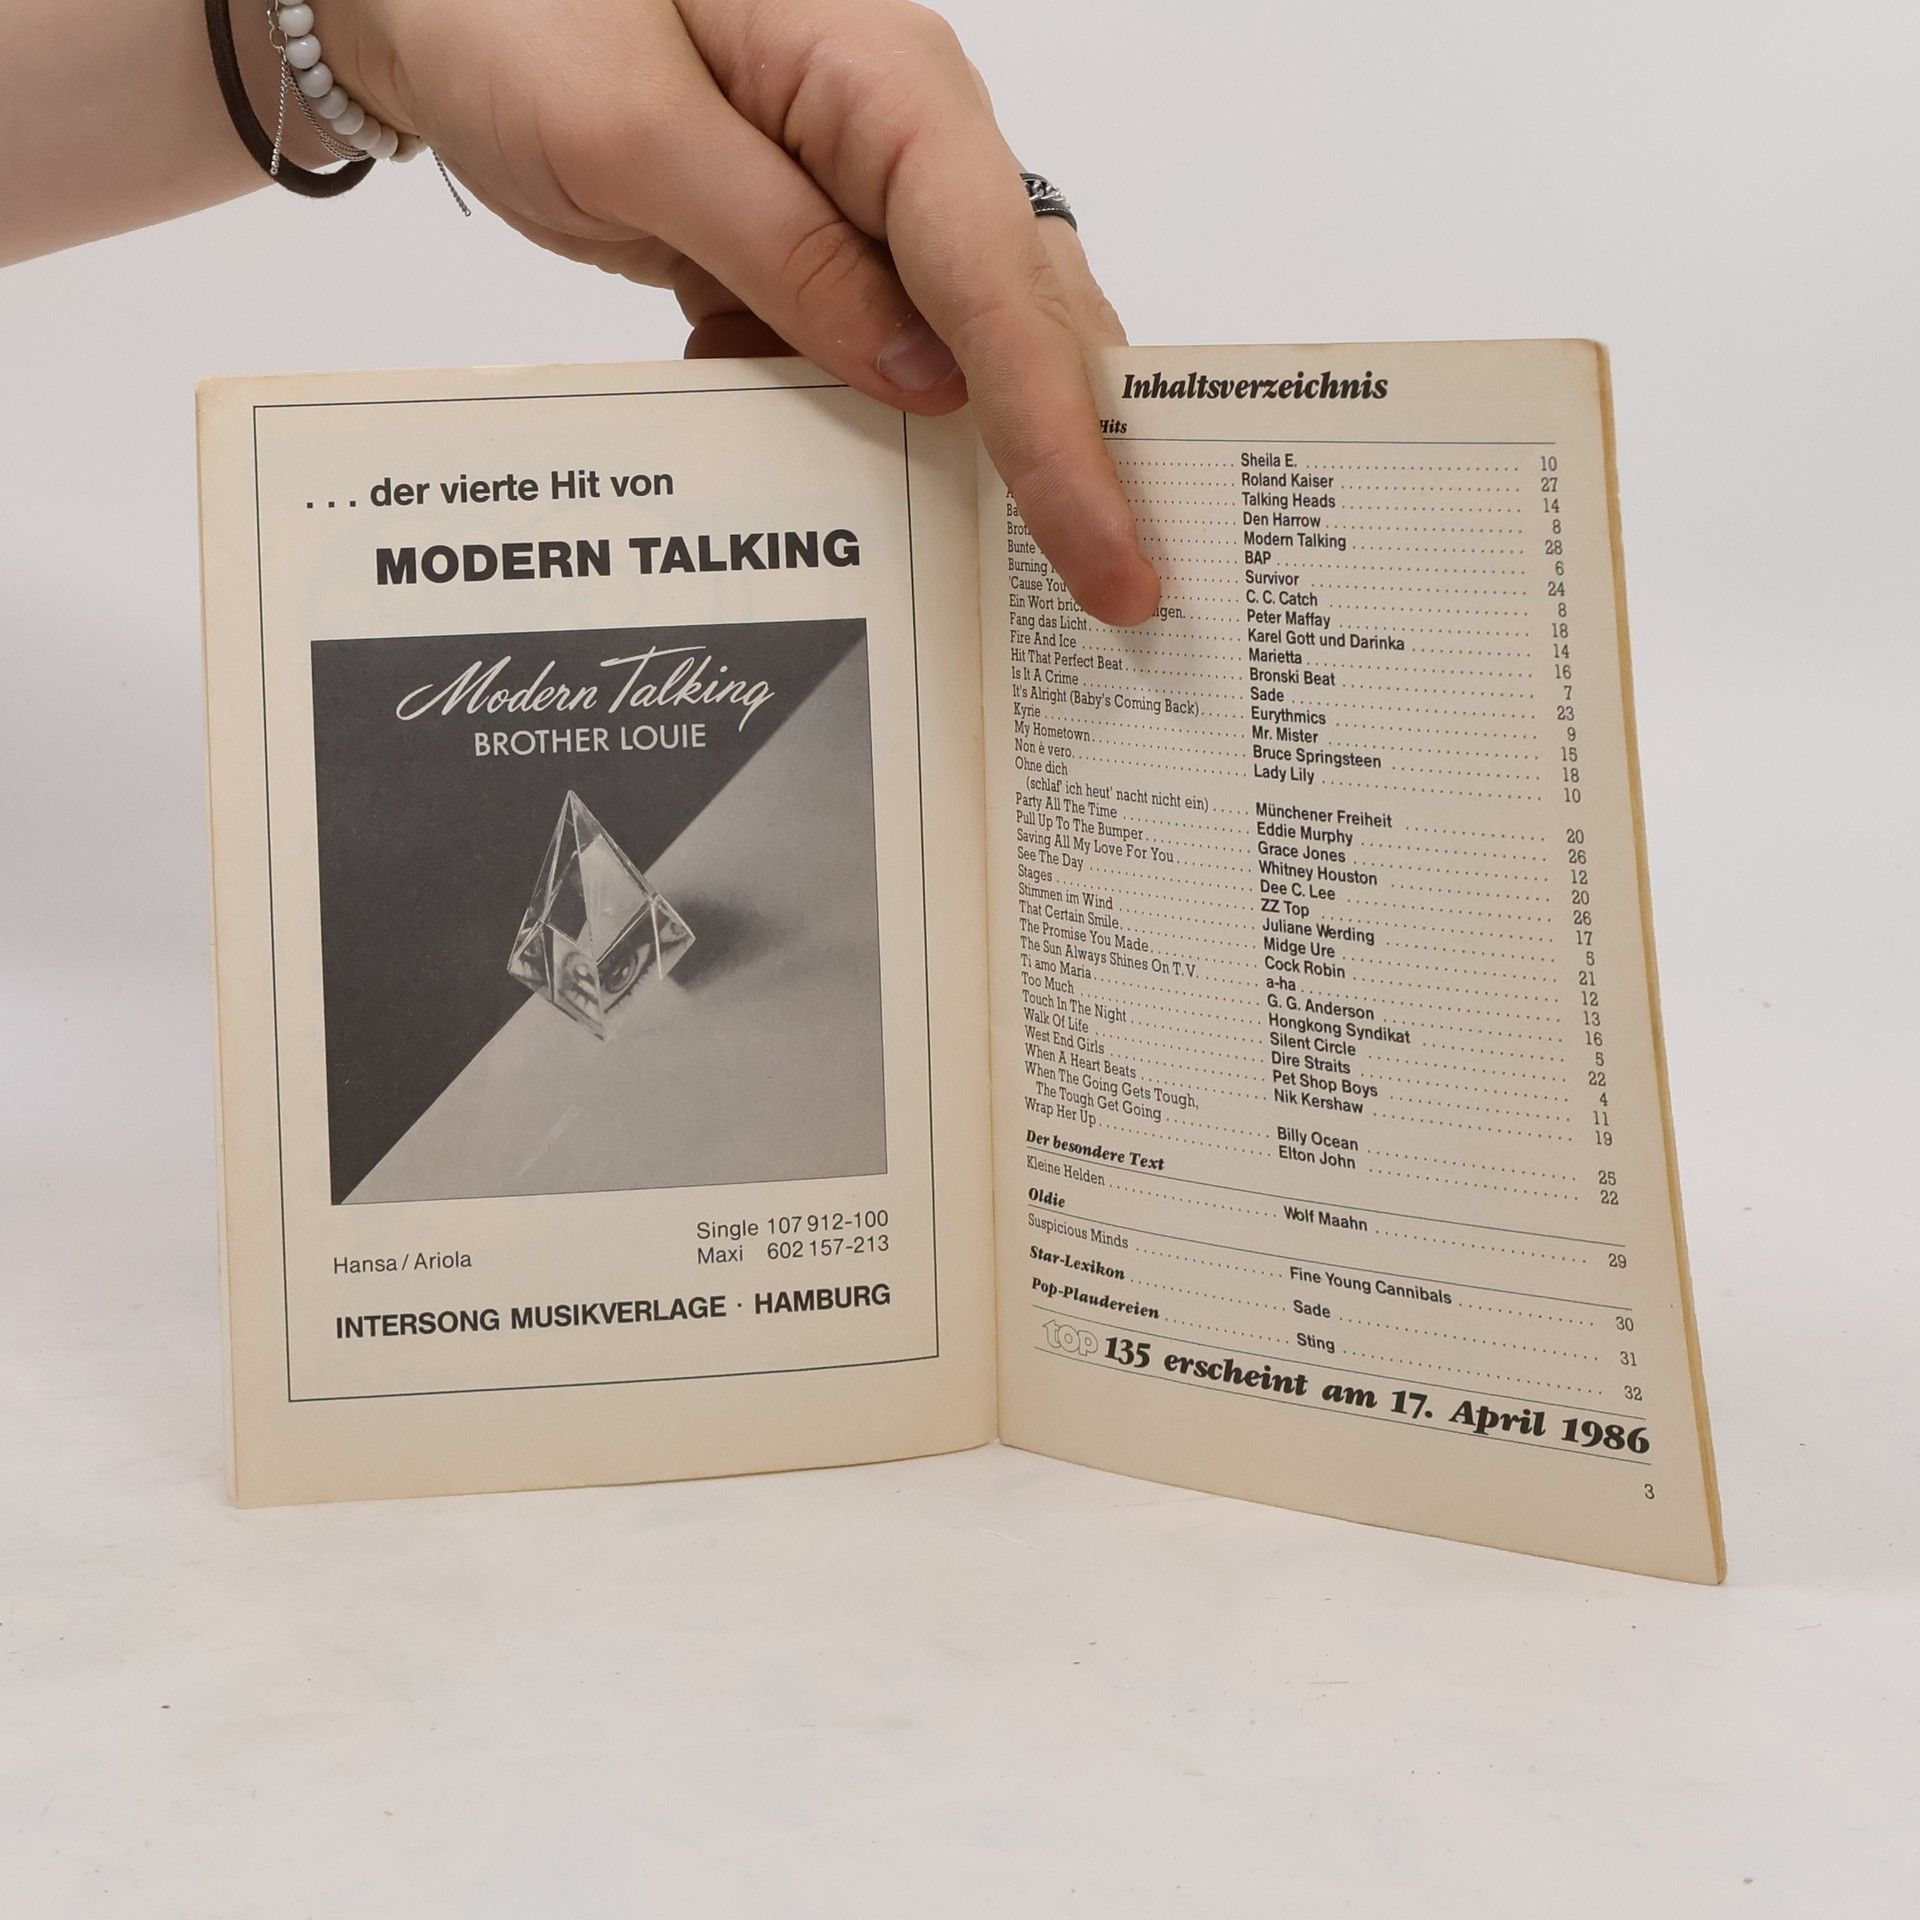 . . . der vierte Hit von
MODERN TALKING
Modern Talking
BROTHER LOUIE
Hansa / Ariola
Single 107 912-100
Maxi 602 157-213
INTERSONG MUSIKVERLAGE · HAMBURG
Inhaltsverzeichnis
Hits
Sheila E. 10
Roland Kaiser 27
Talking Heads 14
Den Harrow 8
Modern Talking 28
Bunte BAP 6
Burning Survivor 24
'Cause You C. C. Catch 8
Ein Wort Peter Maffay 18
Fang das Licht Karel Gott und Darinka 14
Fire And Ice Marietta 16
Hit That Perfect Beat Bronski Beat 7
Is It A Crime Sade 23
It's Alright (Baby's Coming Back) Eurythmics 9
Kyrie Mr. Mister 15
My Hometown Bruce Springsteen 18
Non è vero Lady Lily 10
Ohne dich
(schlaf' ich heut' nacht nicht ein) Münchener Freiheit 20
Party All The Time Eddie Murphy 26
Pull Up To The Bumper Grace Jones 12
Saving All My Love For You Whitney Houston 20
See The Day Dee C. Lee 26
Stages ZZ Top 17
Stimmen im Wind Juliane Werding 5
That Certain Smile Midge Ure 21
The Promise You Made Cock Robin 12
The Sun Always Shines On T.V. a-ha 13
Ti amo Maria G. G. Anderson 16
Too Much Hongkong Syndikat 5
Touch In The Night Silent Circle 22
Walk Of Life Dire Straits 4
West End Girls Pet Shop Boys 11
When A Heart Beats Nik Kershaw 19
When The Going Gets Tough,
The Tough Get Going Billy Ocean 25
Wrap Her Up Elton John 22
Der besondere Text
Kleine Helden Wolf Maahn 29
Oldie
Suspicious Minds Fine Young Cannibals 30
Star-Lexikon Sade 31
Pop-Plaudereien Sting 32
top 135 erscheint am 17. April 1986
3